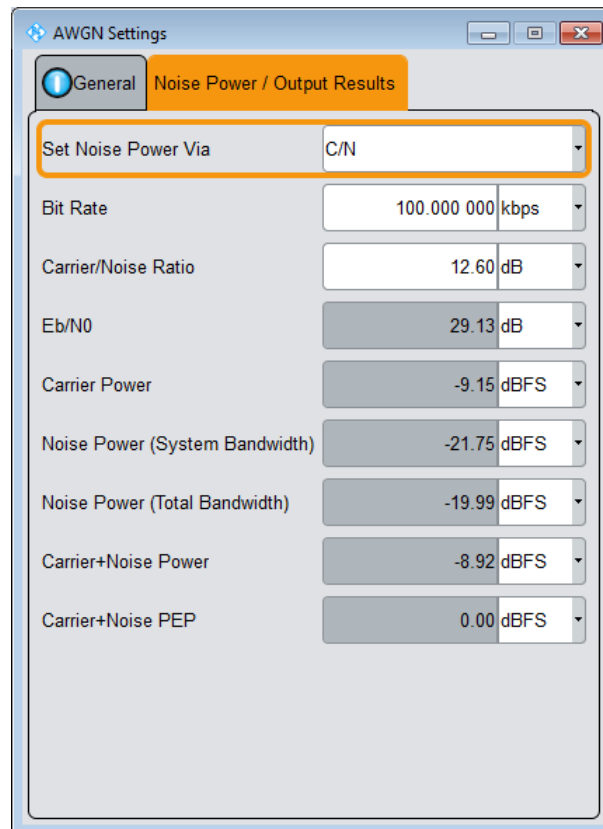 AWGN Settings
General Noise Power / Output Results
Set Noise Power Via C/N
Bit Rate 100.000 000 kbps
Carrier/Noise Ratio 12.60 dB
Eb/N0 29.13 dB
Carrier Power -9.15 dBFS
Noise Power (System Bandwidth) -21.75 dBFS
Noise Power (Total Bandwidth) -19.99 dBFS
Carrier+Noise Power -8.92 dBFS
Carrier+Noise PEP 0.00 dBFS